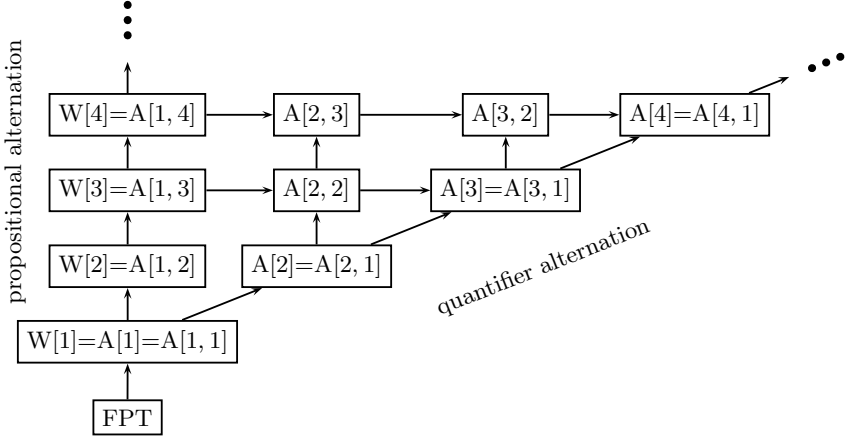 propositional alternation
W[4]=A[1, 4]
A[2, 3]
A[3, 2]
A[4]=A[4, 1]
W[3]=A[1, 3]
A[2, 2]
A[3]=A[3, 1]
W[2]=A[1, 2]
A[2]=A[2, 1]
quantifier alternation
W[1]=A[1]=A[1, 1]
FPT